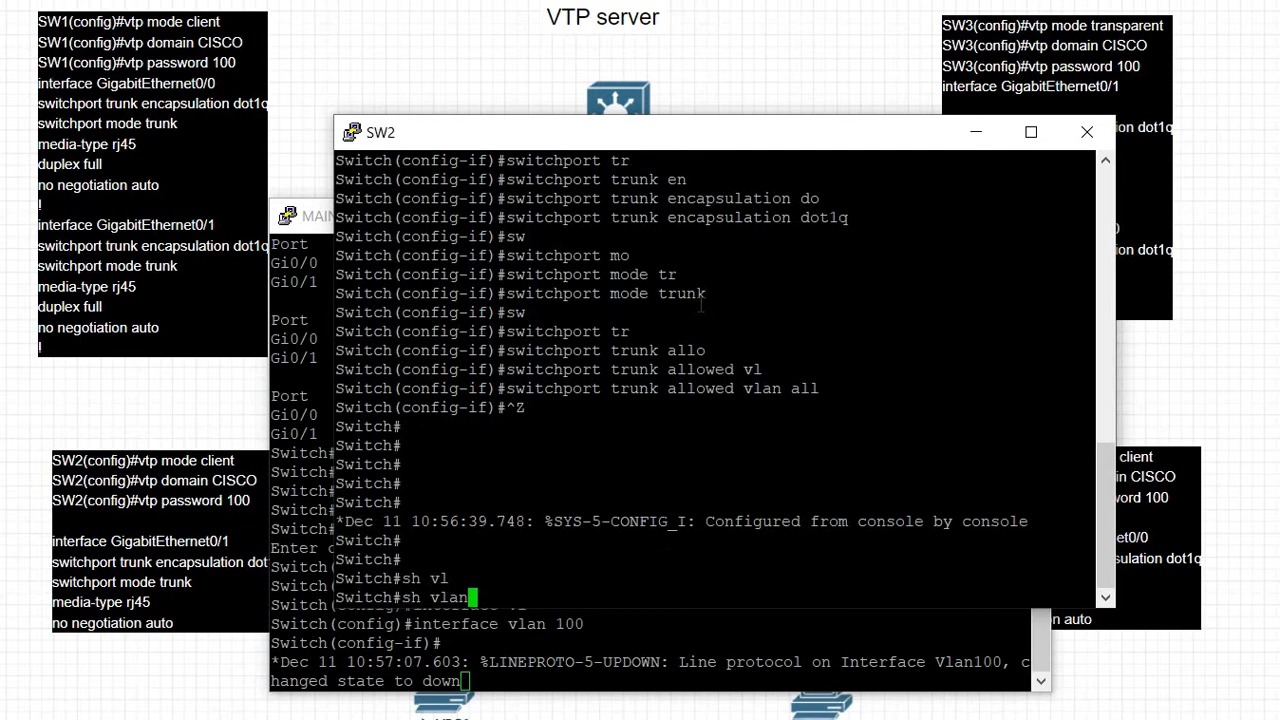 VTP server
SW1(config)#vtp mode client
SW1(config)#vtp domain CISCO
SW1(config)#vtp password 100
interface GigabitEthernet0/0
switchport trunk encapsulation dot1q
switchport mode trunk
media-type rj45
duplex full
no negotiation auto
!
interface GigabitEthernet0/1
switchport trunk encapsulation dot1q
switchport mode trunk
media-type rj45
duplex full
no negotiation auto
!
SW3(config)#vtp mode transparent
SW3(config)#vtp domain CISCO
SW3(config)#vtp password 100
interface GigabitEthernet0/1
ion dot1q
0
ion dot1q
SW2
Switch(config-if)#switchport tr
Switch(config-if)#switchport trunk en
Switch(config-if)#switchport trunk encapsulation do
Switch(config-if)#switchport trunk encapsulation dot1q
Switch(config-if)#sw
Switch(config-if)#switchport mo
Switch(config-if)#switchport mode tr
Switch(config-if)#switchport mode trunk
Switch(config-if)#sw
Switch(config-if)#switchport tr
Switch(config-if)#switchport trunk allo
Switch(config-if)#switchport trunk allowed vl
Switch(config-if)#switchport trunk allowed vlan all
Switch(config-if)#^Z
Switch#
Switch#
Switch#
Switch#
Switch#
*Dec 11 10:56:39.748: %SYS-5-CONFIG_I: Configured from console by console
Switch#
Switch#
Switch#sh vl
Switch#sh vlan
MAIN
Port
Gi0/0
Gi0/1
Port
Gi0/0
Gi0/1
Port
Gi0/0
Gi0/1
Switch#
Switch#
Switch#
Switch#
Switch#
Enter c
Switch(
Switch(
Switch(config)#interface vl
Switch(config)#interface vlan 100
Switch(config-if)#
*Dec 11 10:57:07.603: %LINEPROTO-5-UPDOWN: Line protocol on Interface Vlan100, c
hanged state to down
SW2(config)#vtp mode client
SW2(config)#vtp domain CISCO
SW2(config)#vtp password 100
interface GigabitEthernet0/1
switchport trunk encapsulation dot
switchport mode trunk
media-type rj45
no negotiation auto
client
in CISCO
word 100
et0/0
sulation dot1q
on auto